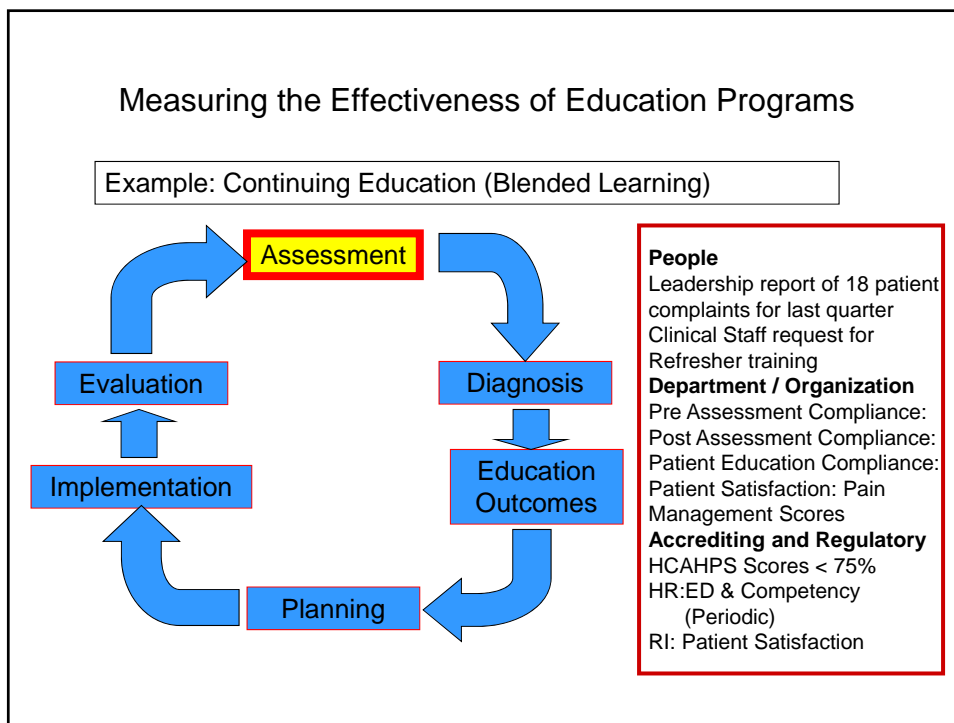 Measuring the Effectiveness of Education Programs
Example: Continuing Education (Blended Learning)
Assessment
Diagnosis
Education
Outcomes
Planning
Implementation
Evaluation
People
Leadership report of 18 patient
complaints for last quarter
Clinical Staff request for
Refresher training
Department / Organization
Pre Assessment Compliance:
Post Assessment Compliance:
Patient Education Compliance:
Patient Satisfaction: Pain
Management Scores
Accrediting and Regulatory
HCAHPS Scores < 75%
HR:ED & Competency
(Periodic)
RI: Patient Satisfaction